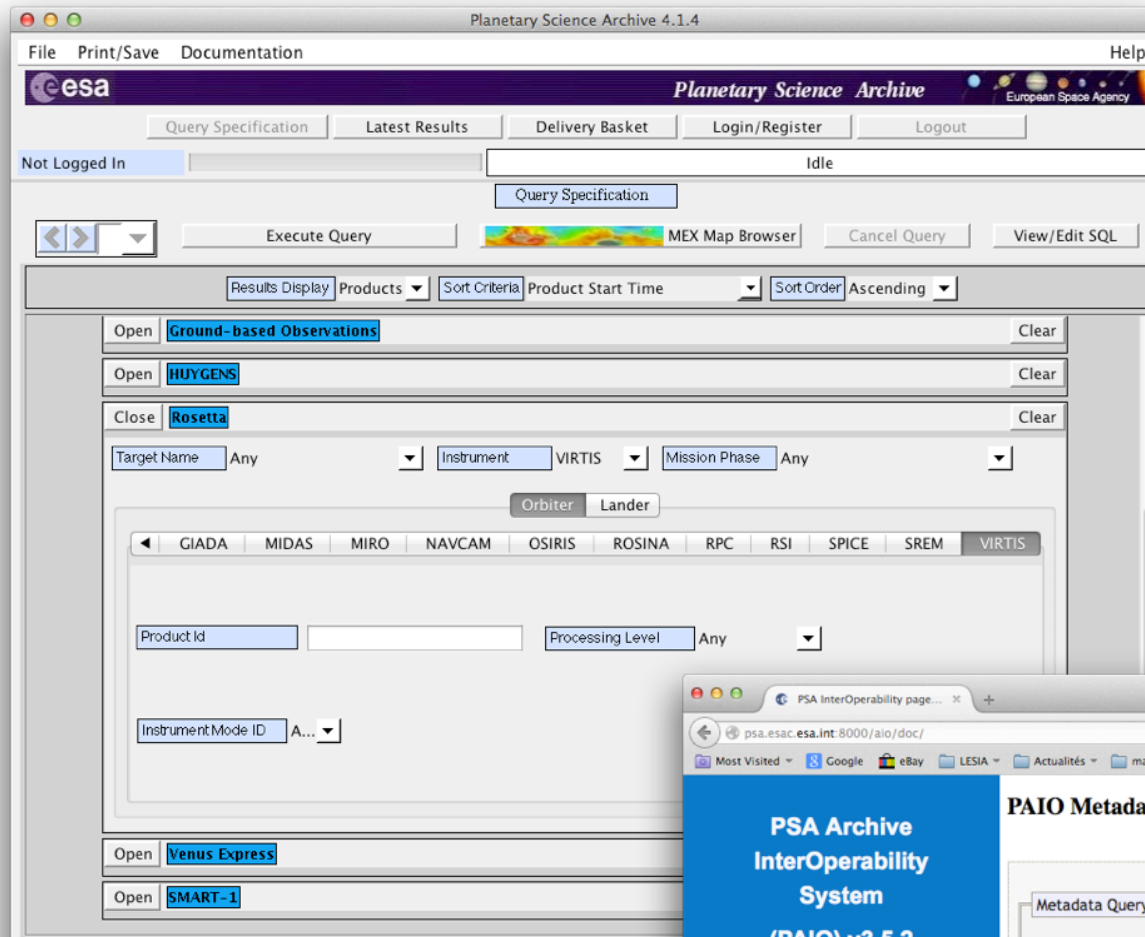 Planetary Science Archive 4.1.4
File Print/Save Documentation Help
esa Planetary Science Archive European Space Agency
Query Specification Latest Results Delivery Basket Login/Register Logout
Not Logged In Idle
Query Specification
Execute Query MEX Map Browser Cancel Query View/Edit SQL
Results Display Products Sort Criteria Product Start Time Sort Order Ascending
Open Ground-based Observations Clear
Open HUYGENS Clear
Close Rosetta Clear
Target Name Any Instrument VIRTIS Mission Phase Any
Orbiter Lander
GIADA MIDAS MIRO NAVCAM OSIRIS ROSINA RPC RSI SPICE SREM VIRTIS
Product Id Processing Level Any
Instrument Mode ID A...
Open Venus Express
Open SMART-1
PSA InterOperability page...
psa.esac.esa.int:8000/aio/doc/
Most Visited Google eBay LESIA Actualités ma
PSA Archive
InterOperability
System
(PAIO) v3.5.2
PAIO Metada
Metadata Query